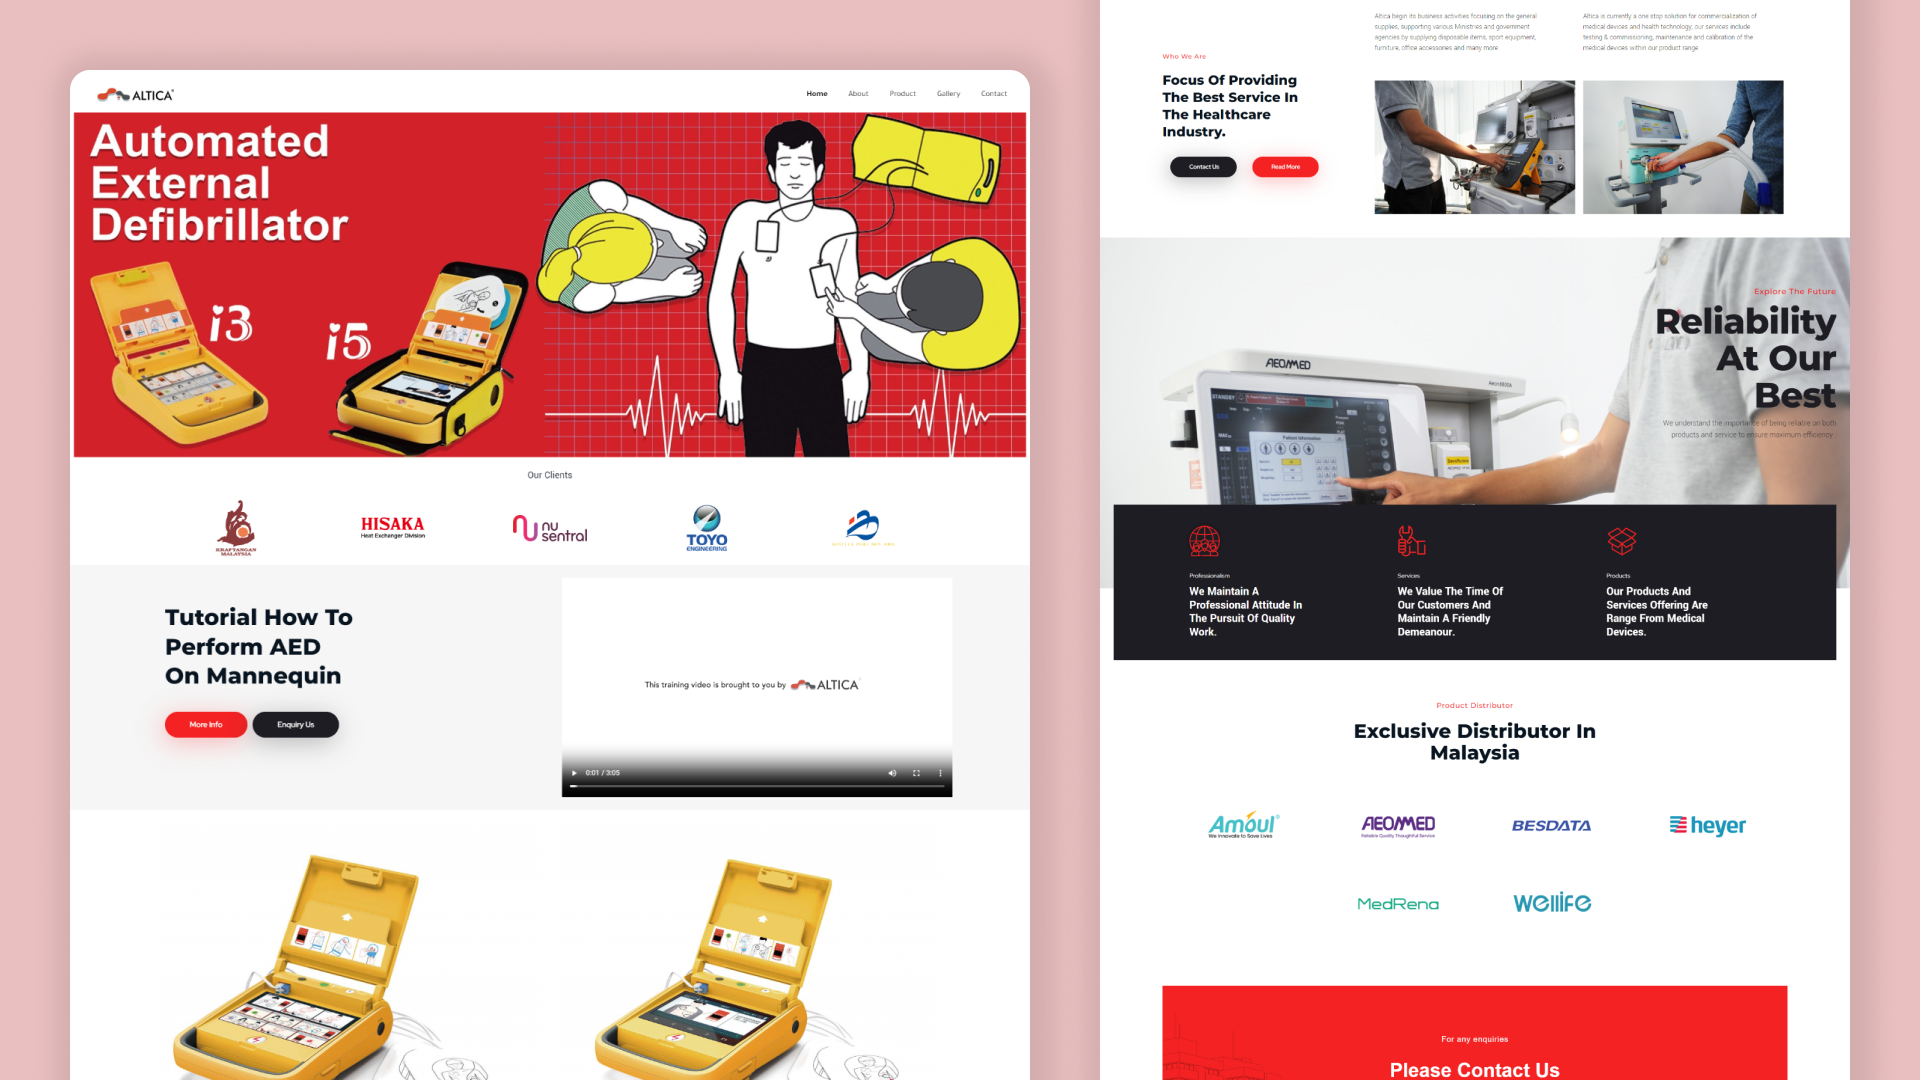 ALTICA
Home
About
Product
Gallery
Contact
Automated
External
Defibrillator
i3
i5
Our Clients
KRAFTANGAN
MALAYSIA
HISAKA
Heat Exchanger Division
nu
sentral
TOYO
ENGINEERING
Tutorial How To
Perform AED
On Mannequin
More Info
Enquiry Us
This training video is brought to you by ALTICA
0:01 / 3:05
Altica begin its business activities focusing on the general
supplies, supporting various Ministries and government
agencies by supplying disposable items, sport equipment,
furniture, office accessories and many more
Altica is currently a one stop solution for commercialization of
medical devices and health technology, our services include
testing & commissioning, maintenance and calibration of the
medical devices within our product range
Who We Are
Focus Of Providing
The Best Service In
The Healthcare
Industry.
Contact Us
Read More
Explore The Future
Reliability
At Our
Best
We understand the importance of being reliable on both
products and service to ensure maximum efficiency
AEOMED
Aeon8800A
STANDBY
Patient Information
Professionalism
We Maintain A
Professional Attitude In
The Pursuit Of Quality
Work.
Services
We Value The Time Of
Our Customers And
Maintain A Friendly
Demeanour.
Products
Our Products And
Services Offering Are
Range From Medical
Devices.
Product Distributor
Exclusive Distributor In
Malaysia
Amoul
We Innovate to Save Lives
AEOMED
Reliable Quality Thoughtful Service
BESDATA
heyer
MedRena
wellife
For any enquiries
Please Contact Us